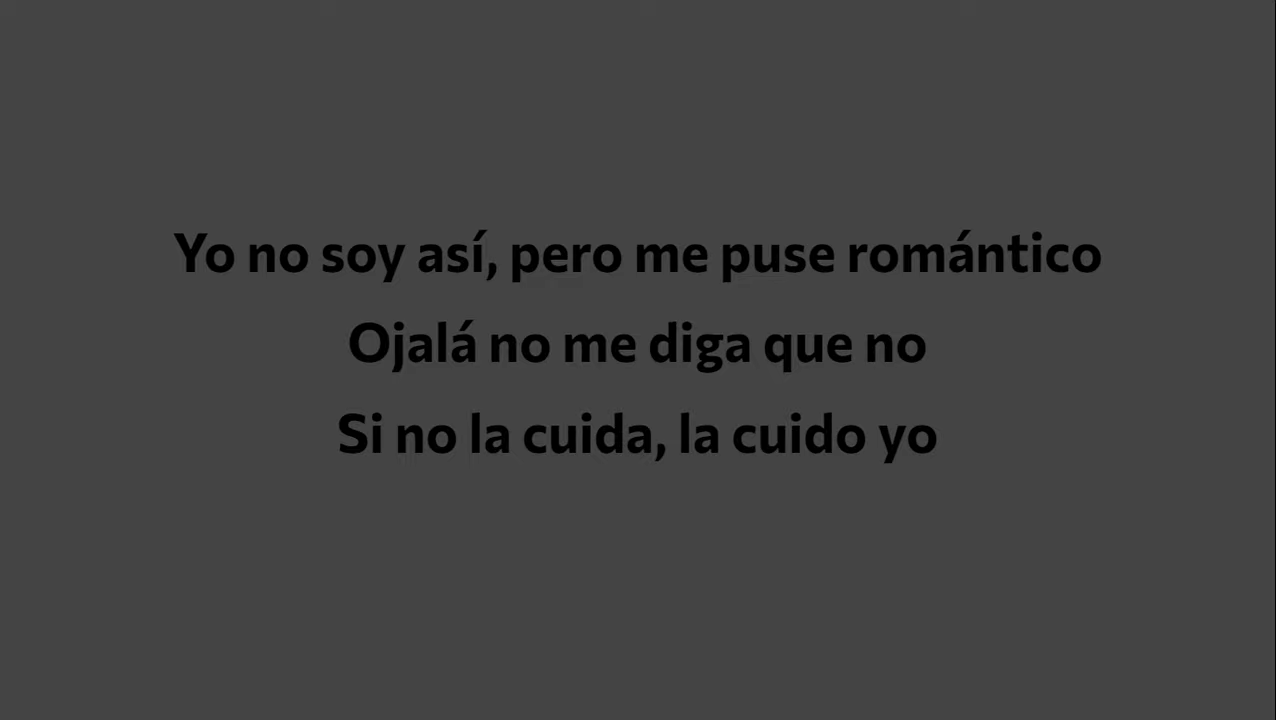 Yo no soy así, pero me puse romántico
Ojalá no me diga que no
Si no la cuida, la cuido yo